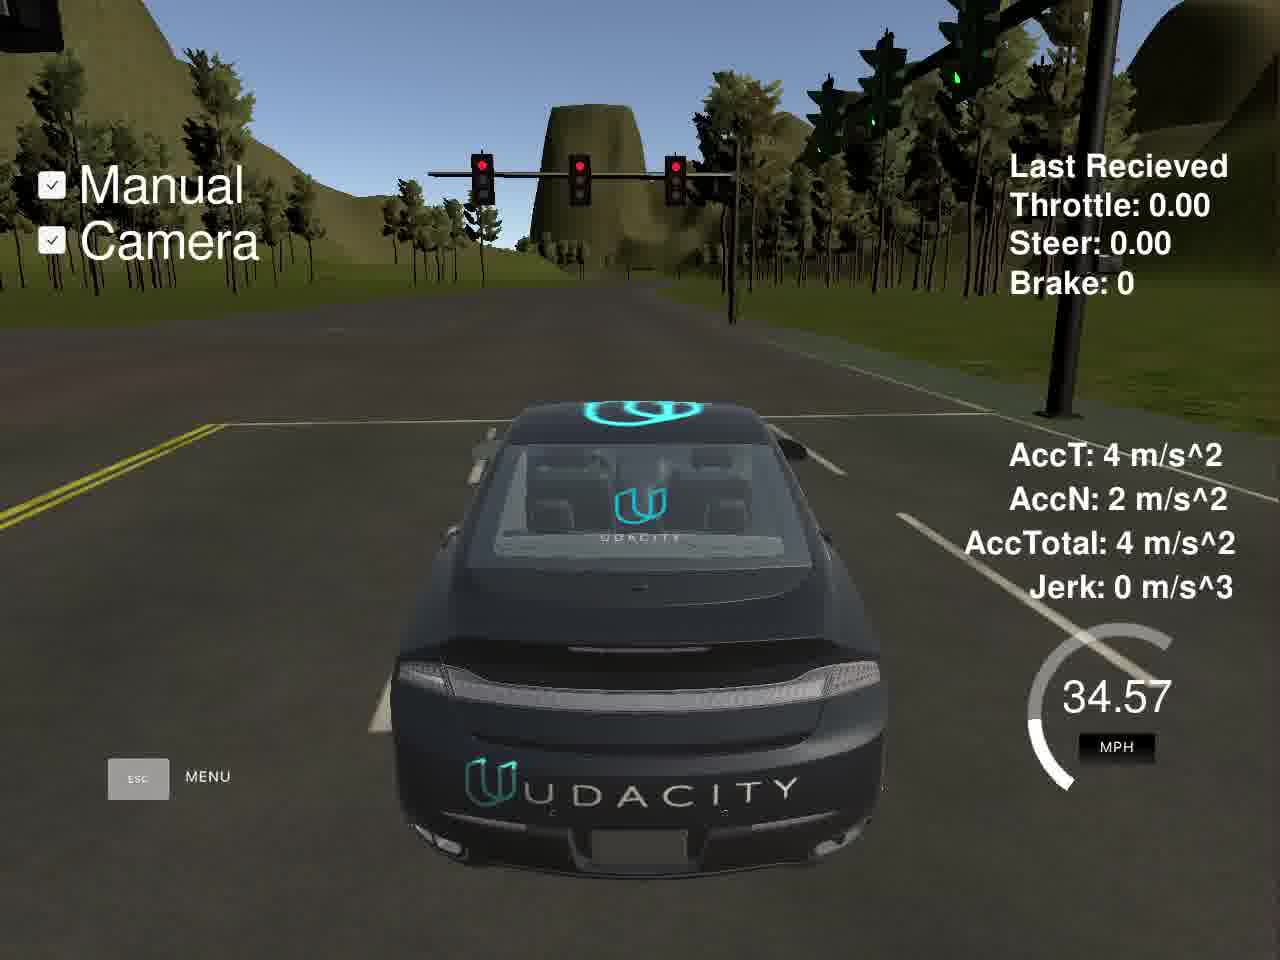 Manual
Camera
Last Recieved
Throttle: 0.00
Steer: 0.00
Brake: 0
AccT: 4 m/s^2
AccN: 2 m/s^2
AccTotal: 4 m/s^2
Jerk: 0 m/s^3
UDACITY
34.57
MPH
ESC MENU
UDACITY